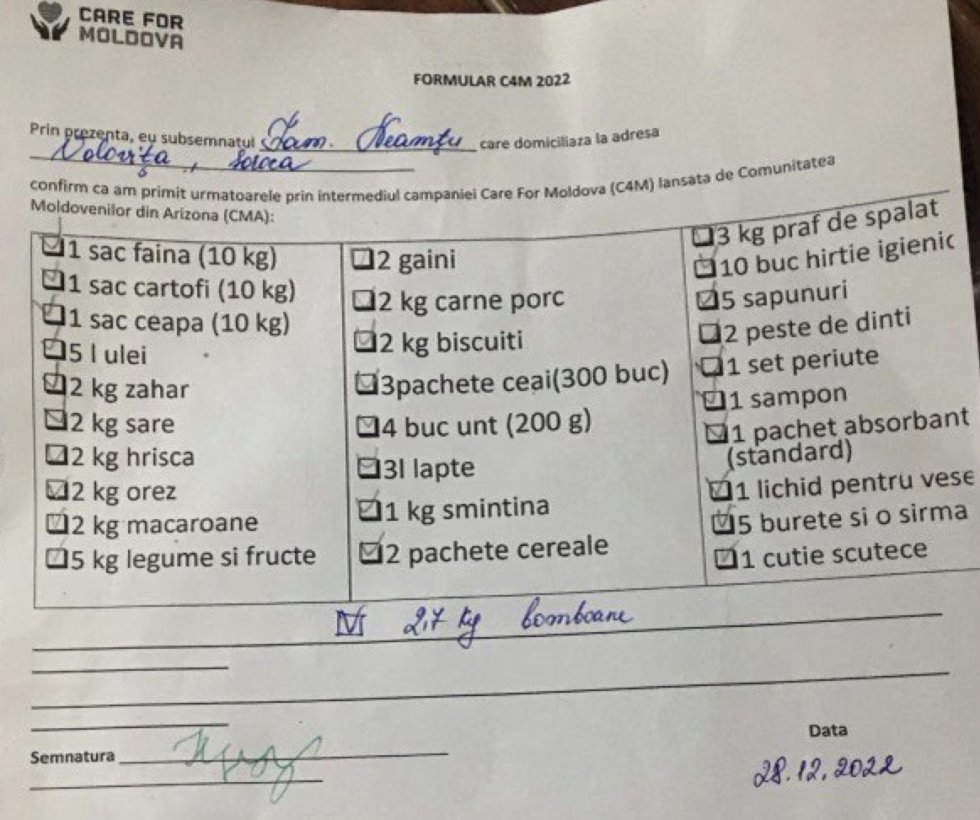 CARE FOR
MOLDOVA
FORMULAR C4M 2022
Prin prezenta, eu subsemnatul Fam. Neamțu care domiciliaza la adresa
Volovița, Soroca
confirm ca am primit urmatoarele prin intermediul campaniei Care For Moldova (C4M) lansata de Comunitatea
Moldovenilor din Arizona (CMA):
1 sac faina (10 kg)
1 sac cartofi (10 kg)
1 sac ceapa (10 kg)
5 l ulei
2 kg zahar
2 kg sare
2 kg hrisca
2 kg orez
2 kg macaroane
5 kg legume si fructe
2 gaini
2 kg carne porc
2 kg biscuiti
3pachete ceai(300 buc)
4 buc unt (200 g)
3l lapte
1 kg smintina
2 pachete cereale
3 kg praf de spalat
10 buc hirtie igienic
5 sapunuri
2 peste de dinti
1 set periute
1 sampon
1 pachet absorbant
(standard)
1 lichid pentru vese
5 burete si o sirma
1 cutie scutece
2,7 kg bomboane
Semnatura
Data
28.12.2022